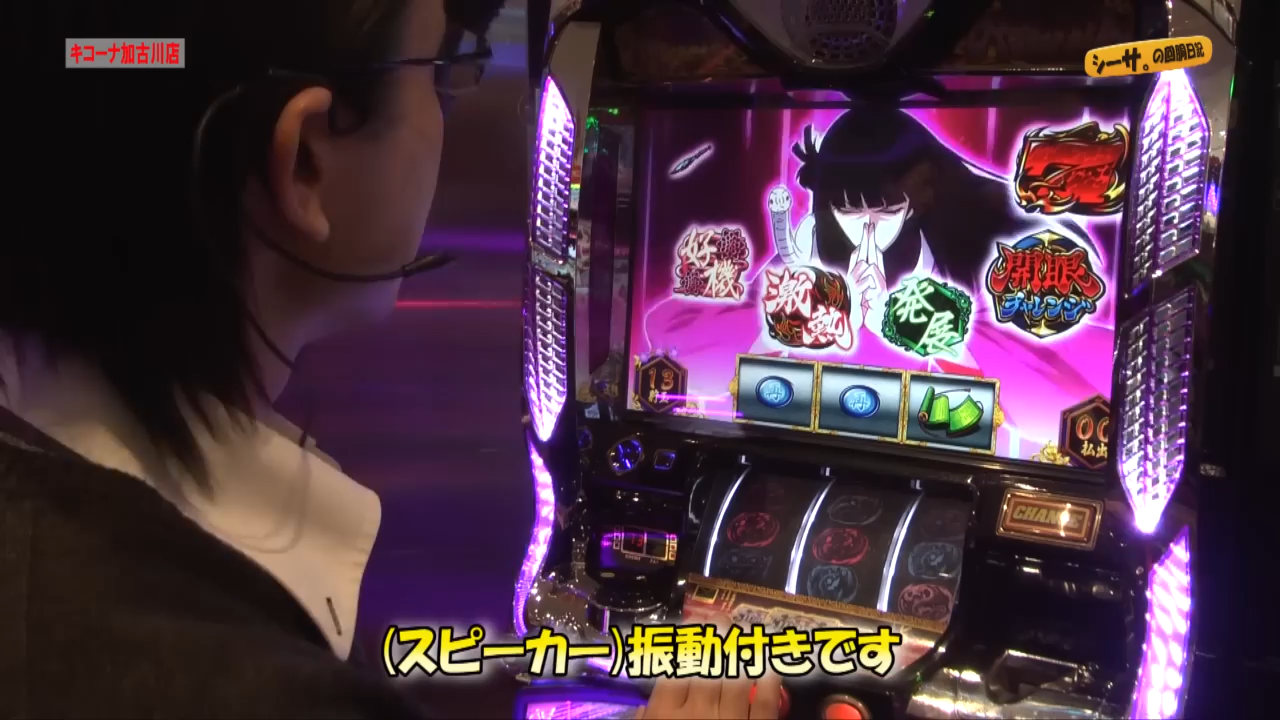 キコーナ加古川店
シーサ。の回胴日記
好機
激熱
発展
7
開眼
チャレンジ
13
00
払出
CHANCE
(スピーカー)振動付きです